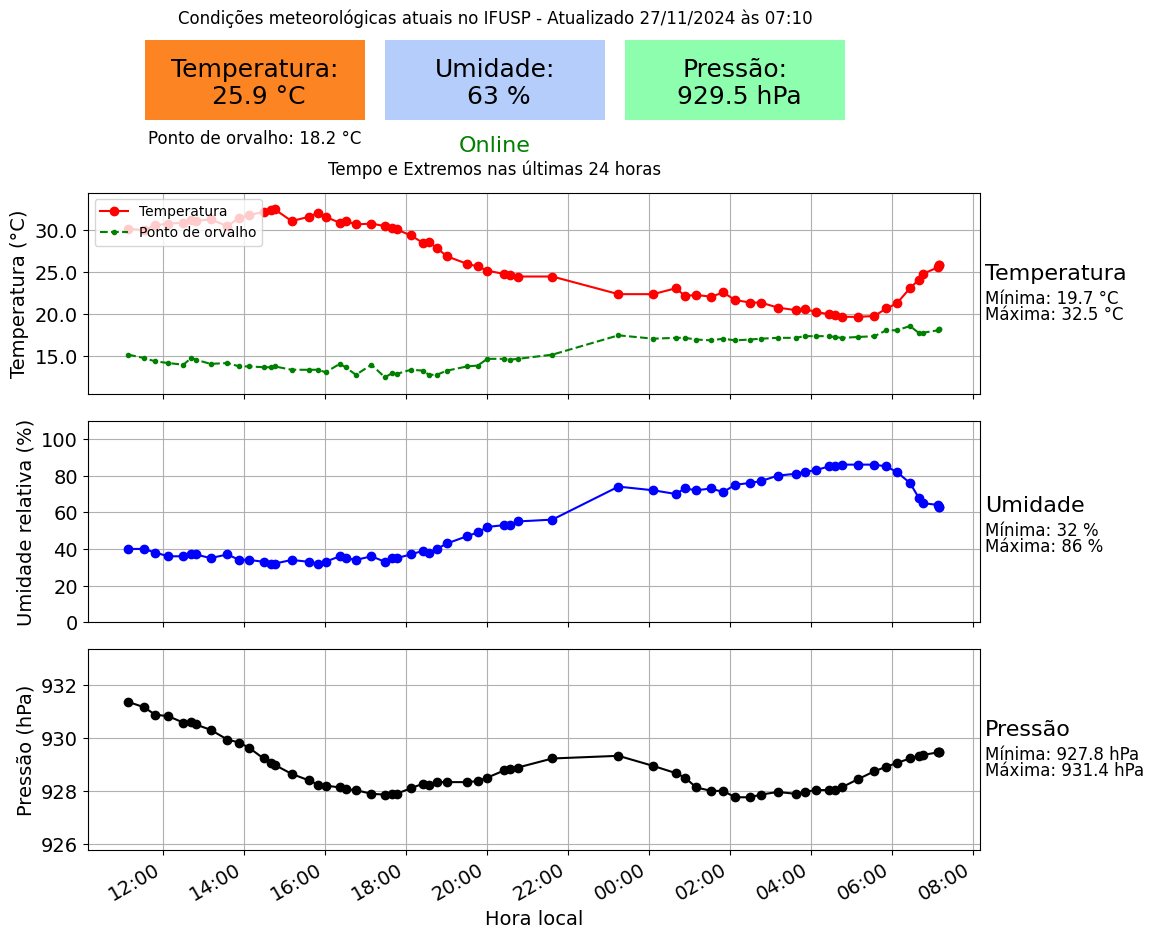 Condições meteorológicas atuais no IFUSP - Atualizado 27/11/2024 às 07:10
Temperatura:
25.9 °C
Umidade:
63 %
Pressão:
929.5 hPa
Ponto de orvalho: 18.2 °C
Online
Tempo e Extremos nas últimas 24 horas
Temperatura
Ponto de orvalho
Temperatura (°C)
30.0
25.0
20.0
15.0
Temperatura
Mínima: 19.7 °C
Máxima: 32.5 °C
Umidade relativa (%)
100
80
60
40
20
0
Umidade
Mínima: 32 %
Máxima: 86 %
Pressão (hPa)
932
930
928
926
Pressão
Mínima: 927.8 hPa
Máxima: 931.4 hPa
12:00
14:00
16:00
18:00
20:00
22:00
00:00
02:00
04:00
06:00
08:00
Hora local